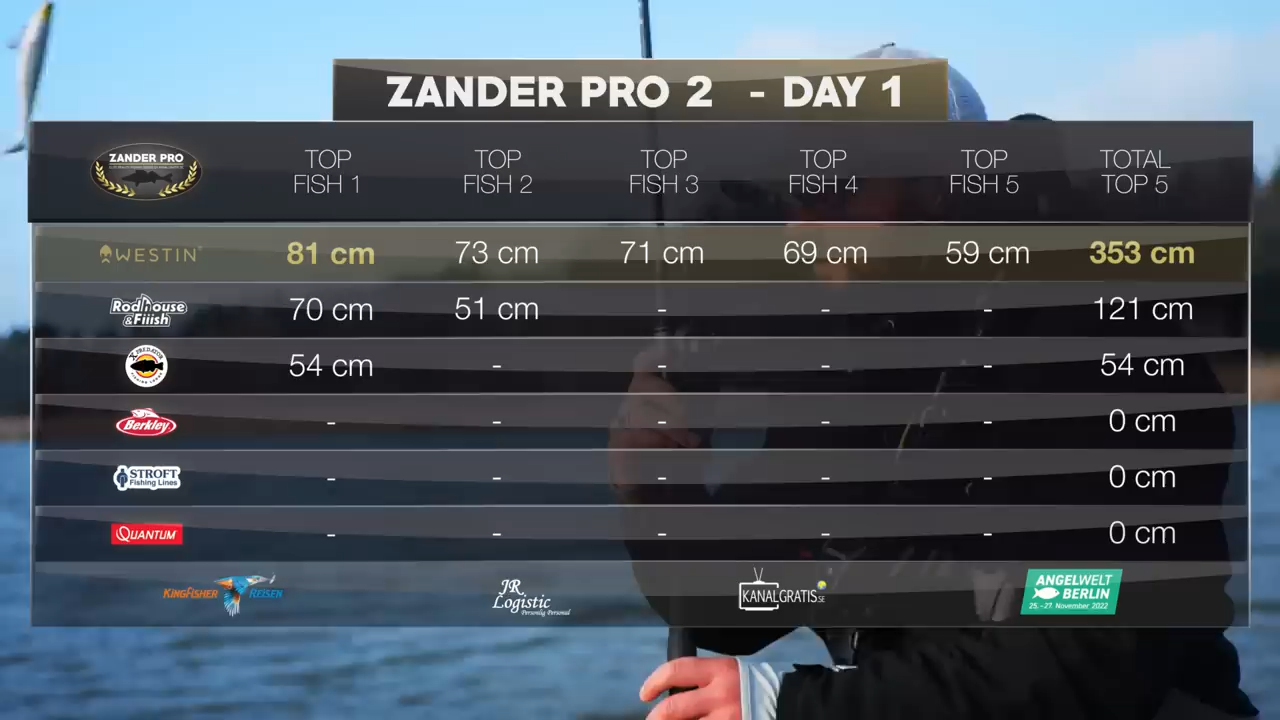 ZANDER PRO 2 - DAY 1
ZANDER PRO
TOP FISH 1
TOP FISH 2
TOP FISH 3
TOP FISH 4
TOP FISH 5
TOTAL TOP 5
WESTIN® 81 cm 73 cm 71 cm 69 cm 59 cm 353 cm
Rodhouse &Fiiish 70 cm 51 cm - - - 121 cm
X PREDATOR 54 cm - - - - 54 cm
Berkley - - - - - 0 cm
STROFT Fishing Lines - - - - - 0 cm
QUANTUM - - - - - 0 cm
KINGFISHER REISEN
JR. Logistic
Personlig Personal
KANALGRATIS.SE
ANGELWELT
BERLIN
25.-27. November 2022